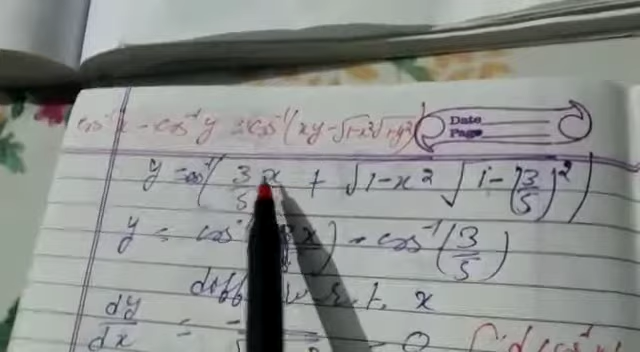 cos⁻¹x - cos⁻¹y = cos⁻¹(xy-√1-x²√1-y²)
Date
Page
y = cos⁻¹( 3/5 x + √1-x² √1-(3/5)² )
y = cos⁻¹( x) - cos⁻¹(3/5)
diff w.r.t. x
dy/dx = - 0